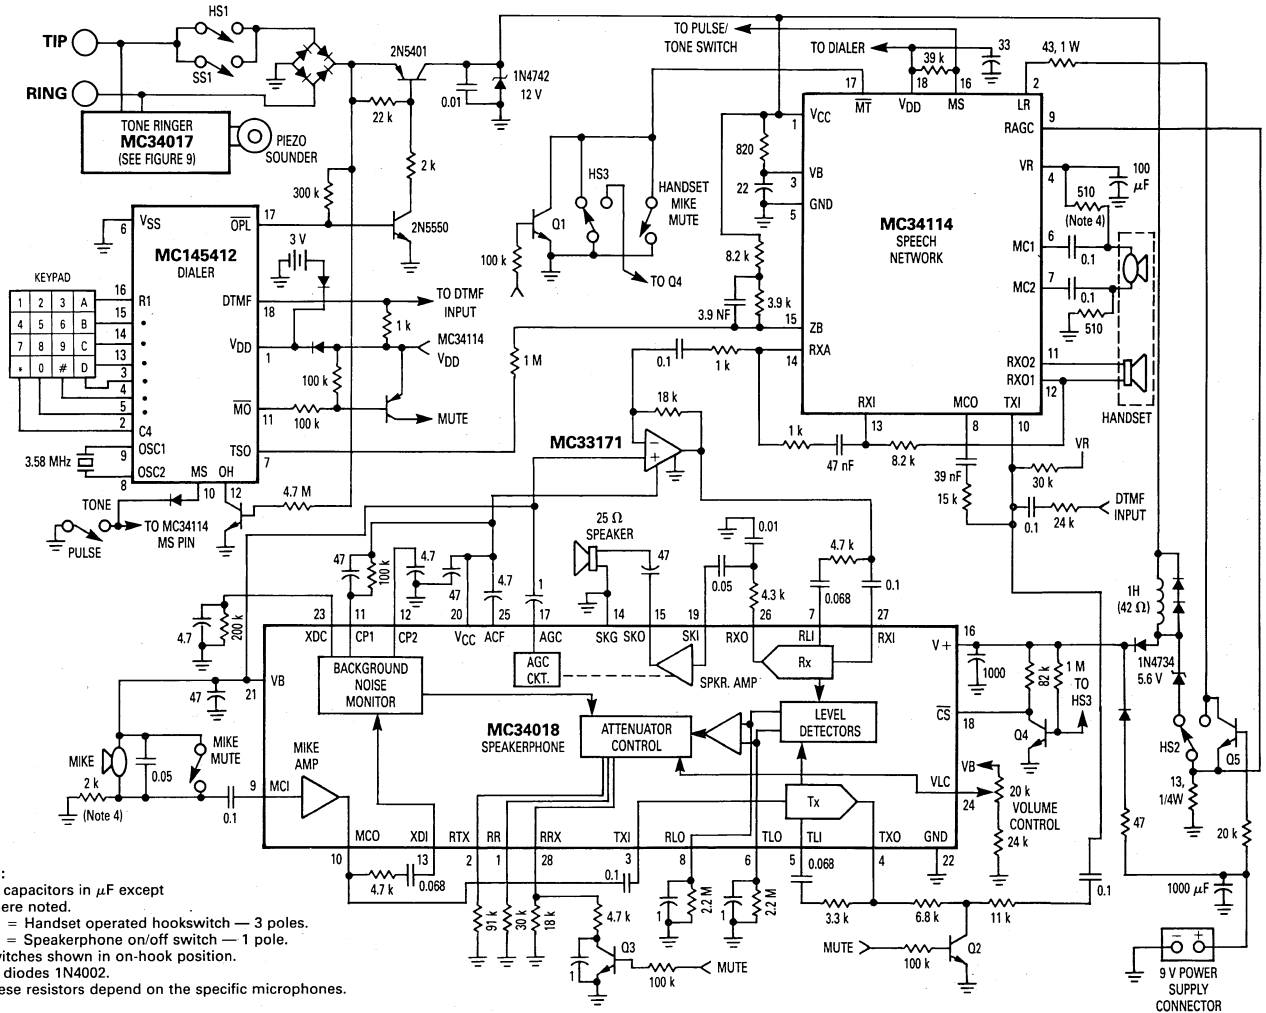 HS1
TIP
SS1
RING
TONE RINGER
MC34017
(SEE FIGURE 9)
PIEZO
SOUNDER
2N5401
22 k
0.01
1N4742
12 V
2 k
300 k
2N5550
TO PULSE/
TONE SWITCH
TO DIALER
39 k
33
43, 1 W
17
18
16
2
MT
VDD
MS
LR
1
VCC
RAGC
9
820
VB
3
22
GND
5
VR
4
100
μF
510
(Note 4)
MC34114
SPEECH
NETWORK
MC1
6
0.1
MC2
7
0.1
510
8.2 k
3.9 k
3.9 NF
15
ZB
14
RXA
RXO2
11
RXO1
12
HANDSET
RXI
MCO
TXI
13
8
10
HS3
HANDSET
MIKE
MUTE
Q1
100 k
TO Q4
6
VSS
OPL
17
MC145412
DIALER
3 V
KEYPAD
1 2 3 A
4 5 6 B
7 8 9 C
* 0 # D
16
R1
15
14
13
3
4
5
2
C4
9
OSC1
OSC2
8
3.58 MHz
DTMF
18
TO DTMF
INPUT
1 k
VDD
1
MC34114
VDD
100 k
MO
11
100 k
MUTE
TSO
7
MS
OH
10
12
4.7 M
TONE
PULSE
TO MC34114
MS PIN
1 M
0.1
1 k
18 k
MC33171
1 k
47 nF
8.2 k
39 nF
15 k
VR
30 k
0.1
24 k
DTMF
INPUT
25 Ω
SPEAKER
47
0.01
0.05
4.3 k
4.7 k
0.068
0.1
47
100 k
4.7
47
4.7
1
4.7
200 k
23
11
12
20
25
17
14
15
19
26
7
27
XDC
CP1
CP2
VCC
ACF
AGC
SKG
SKO
SKI
RXO
RLI
RXI
BACKGROUND
NOISE
MONITOR
AGC
CKT.
SPKR. AMP
Rx
LEVEL
DETECTORS
MC34018
SPEAKERPHONE
ATTENUATOR
CONTROL
Tx
21
VB
47
MIKE
0.05
MIKE
MUTE
2 k
(Note 4)
0.1
9
MCI
MIKE
AMP
V+
16
CS
18
VLC
24
1000
82 k
1 M
TO
HS3
Q4
VB
20 k
VOLUME
CONTROL
24 k
1H
(42 Ω)
1N4734
5.6 V
HS2
Q5
13,
1/4W
47
20 k
1000 μF
9 V POWER
SUPPLY
CONNECTOR
MCO
XDI
RTX
RR
RRX
TXI
RLO
TLO
TLI
TXO
GND
10
13
2
1
28
3
8
6
5
4
22
4.7 k
0.068
0.1
91 k
30 k
18 k
4.7 k
1
Q3
100 k
MUTE
1
2.2 M
1
2.2 M
0.068
3.3 k
6.8 k
11 k
0.1
MUTE
100 k
Q2
:
capacitors in μF except
ere noted.
= Handset operated hookswitch — 3 poles.
= Speakerphone on/off switch — 1 pole.
vitches shown in on-hook position.
diodes 1N4002.
ese resistors depend on the specific microphones.